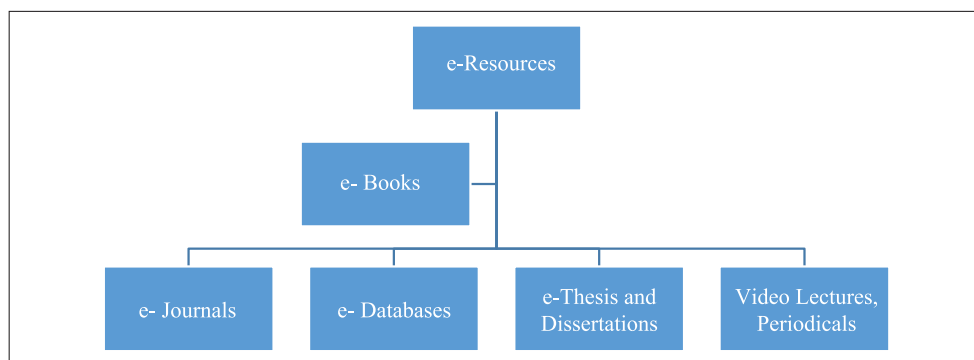 e-Resources
e- Books
e- Journals
e- Databases
e-Thesis and
Dissertations
Video Lectures,
Periodicals